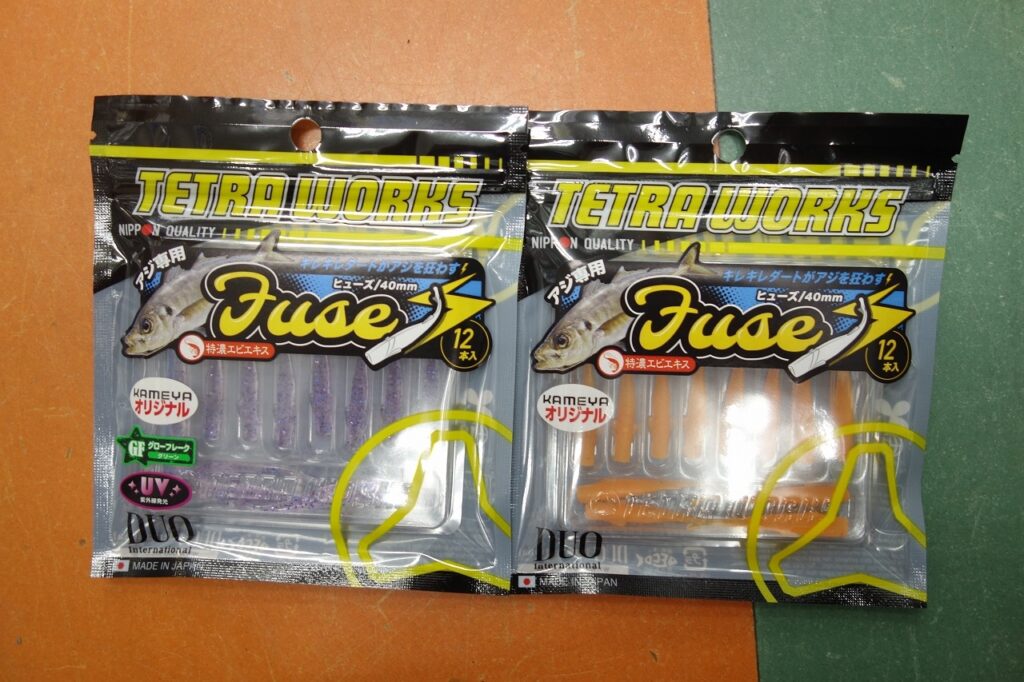 TETRA WORKS
NIPPON QUALITY
アジ専用
キレキレダートがアジを狂わす
ヒューズ/40mm
Fuse
特濃エビエキス
12
本入
KAMEYA
オリジナル
GF
グローフレーク
グリーン
UV
紫外線発光
DUO
International
MADE IN JAPAN
TETRA WORKS
NIPPON QUALITY
アジ専用
キレキレダートがアジを狂わす
ヒューズ/40mm
Fuse
特濃エビエキス
12
本入
KAMEYA
オリジナル
DUO
International
MADE IN JAPAN